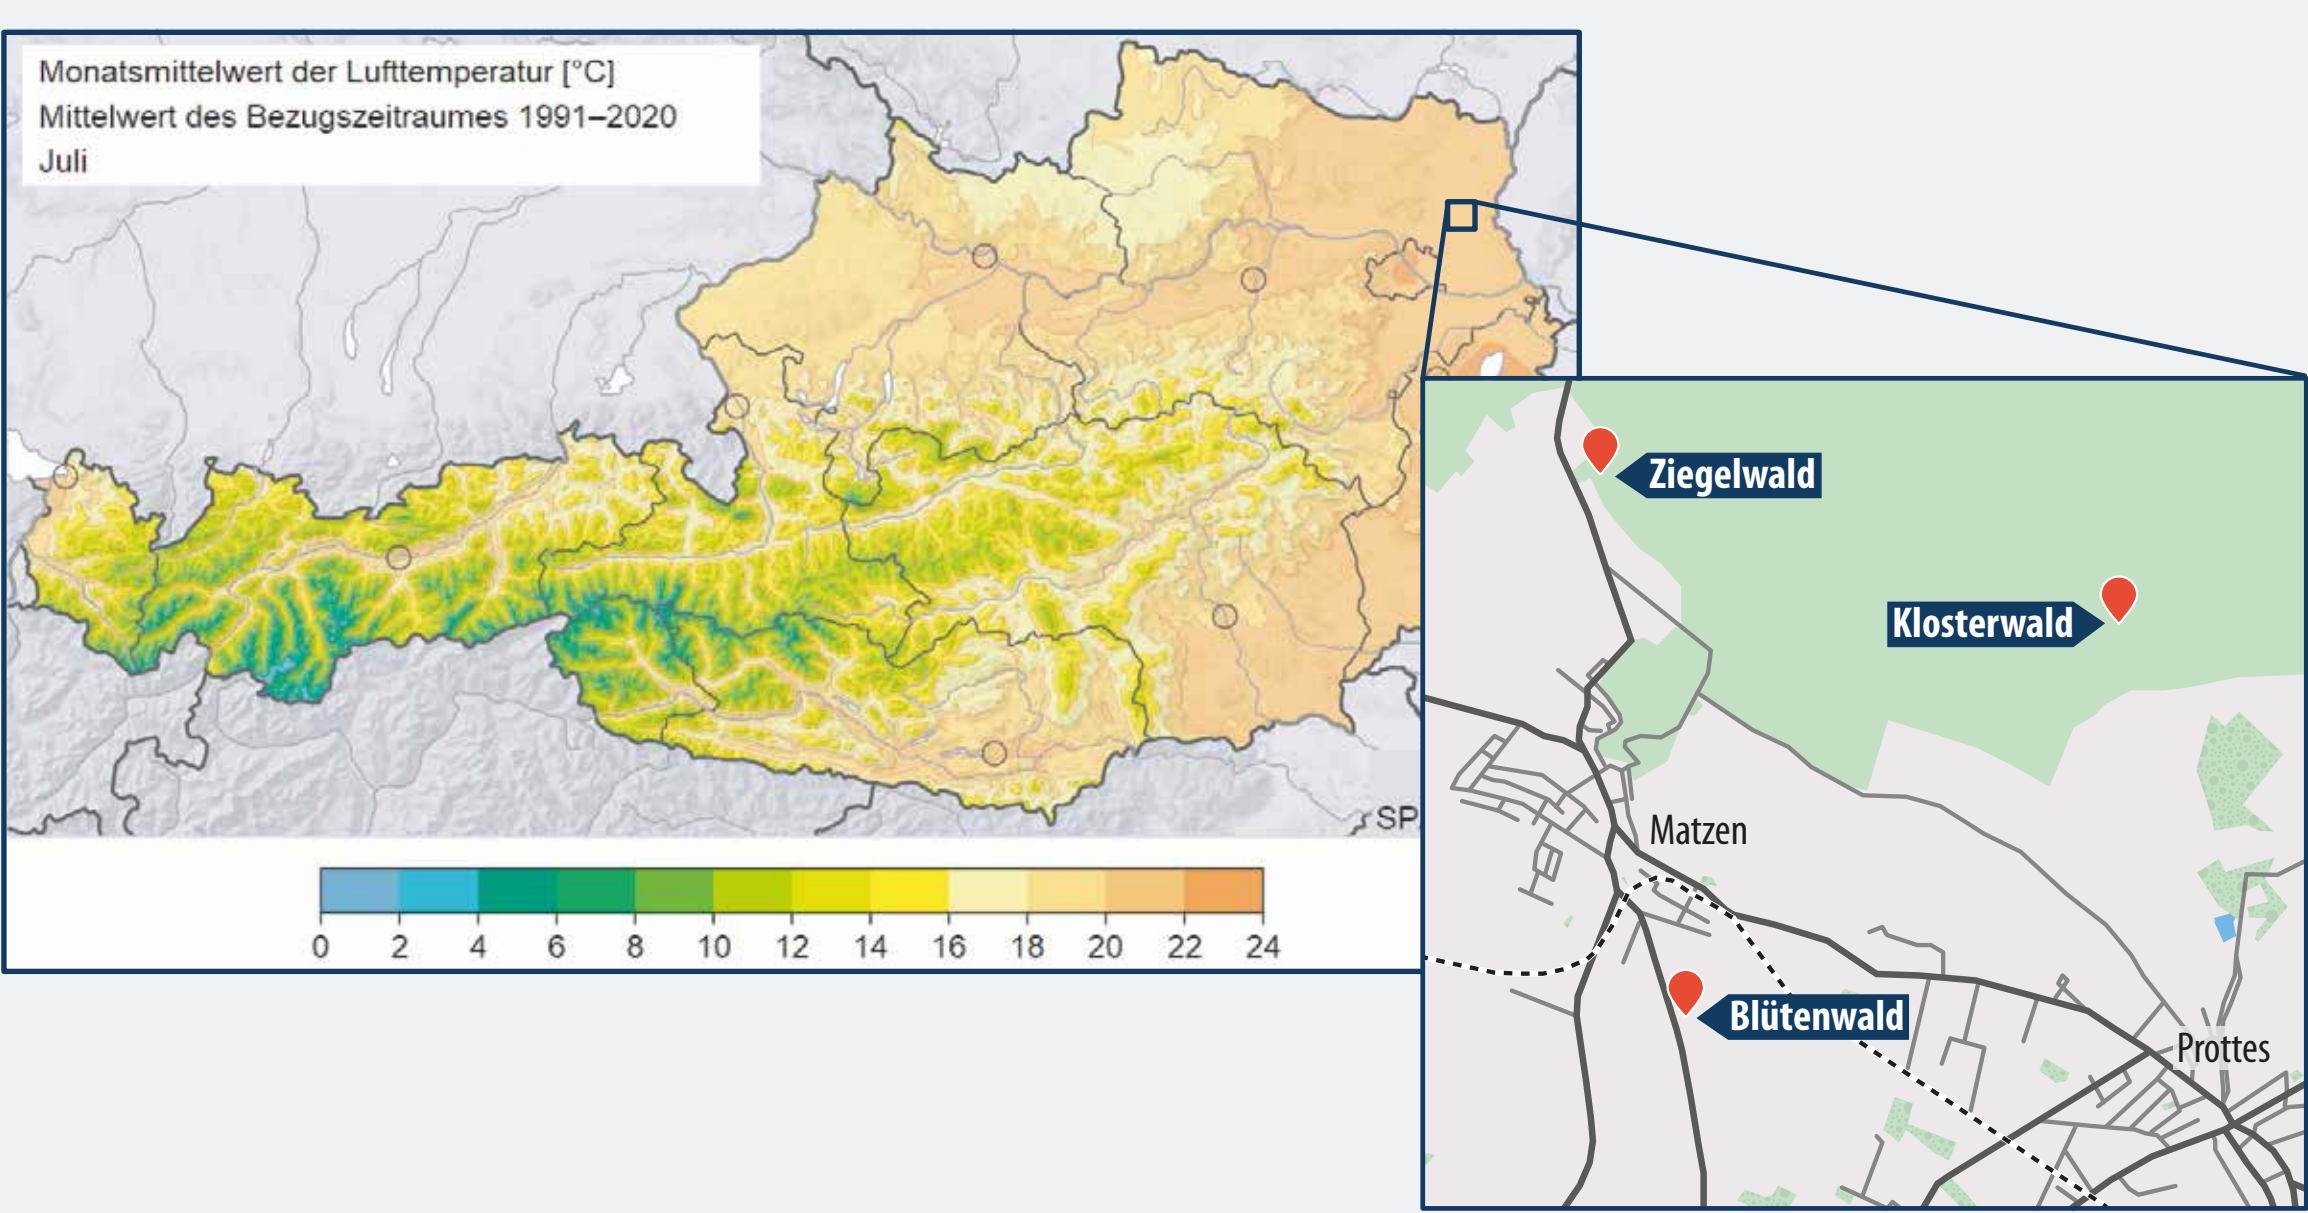 Monatsmittelwert der Lufttemperatur [°C]
Mittelwert des Bezugszeitraumes 1991–2020
Juli
SP
0 2 4 6 8 10 12 14 16 18 20 22 24
Ziegelwald
Klosterwald
Matzen
Blütenwald
Prottes